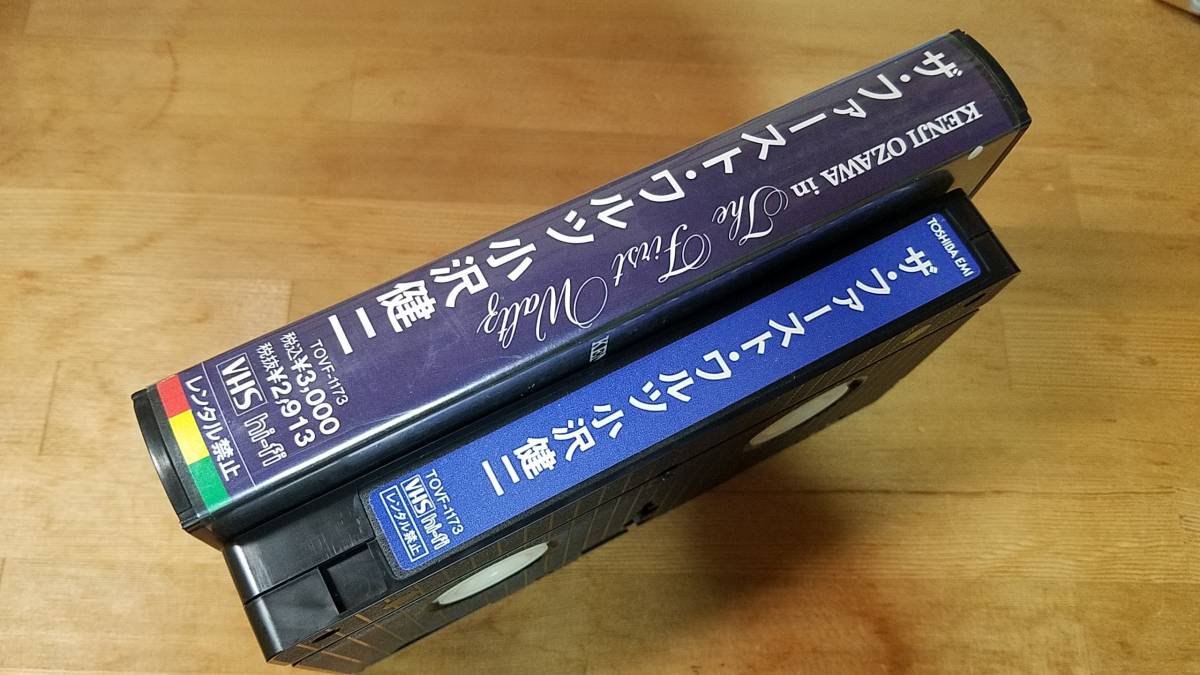 ザ・ファースト・ワルツ 小沢健二
KENJI OZAWA in The First Waltz
TOVF-1173
税込¥3,000
税抜¥2,913
VHS hi-fi
レンタル禁止
KEN
TOSHIBA EMI
ザ・ファースト・ワルツ 小沢健二
TOVF-1173
VHS hi-fi
レンタル禁止